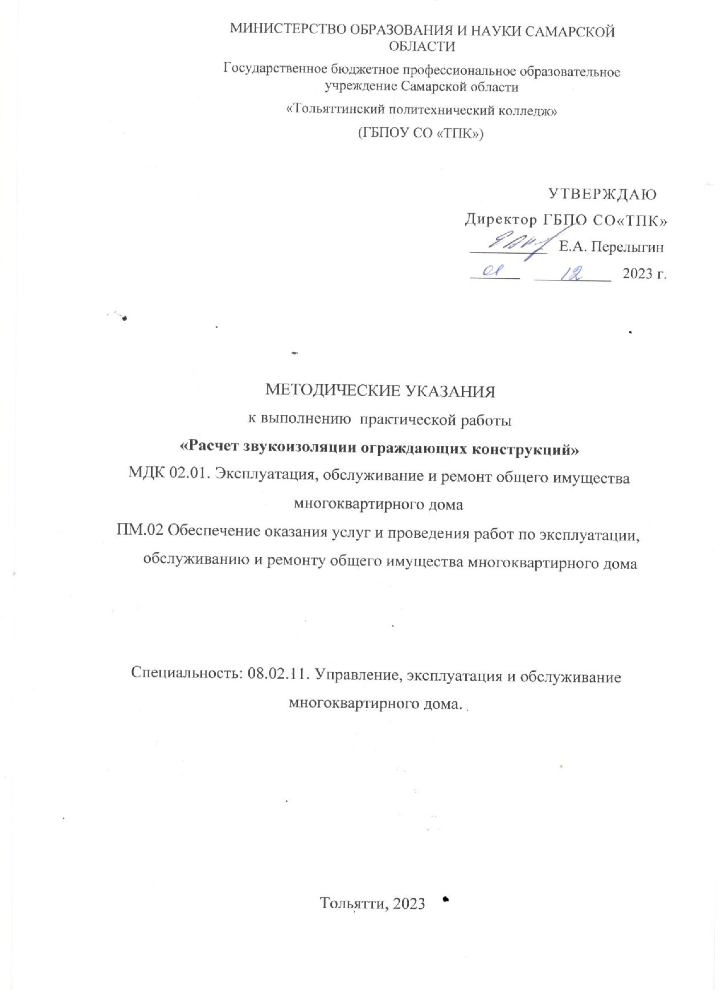 МИНИСТЕРСТВО ОБРАЗОВАНИЯ И НАУКИ САМАРСКОЙ
ОБЛАСТИ
Государственное бюджетное профессиональное образовательное
учреждение Самарской области
«Тольяттинский политехнический колледж»
(ГБПОУ СО «ТПК»)
УТВЕРЖДАЮ
Директор ГБПО СО«ТПК»
Е.А. Перелыгин
01 12 2023 г.
МЕТОДИЧЕСКИЕ УКАЗАНИЯ
к выполнению практической работы
«Расчет звукоизоляции ограждающих конструкций»
МДК 02.01. Эксплуатация, обслуживание и ремонт общего имущества
многоквартирного дома
ПМ.02 Обеспечение оказания услуг и проведения работ по эксплуатации,
обслуживанию и ремонту общего имущества многоквартирного дома
Специальность: 08.02.11. Управление, эксплуатация и обслуживание
многоквартирного дома.
Тольятти, 2023